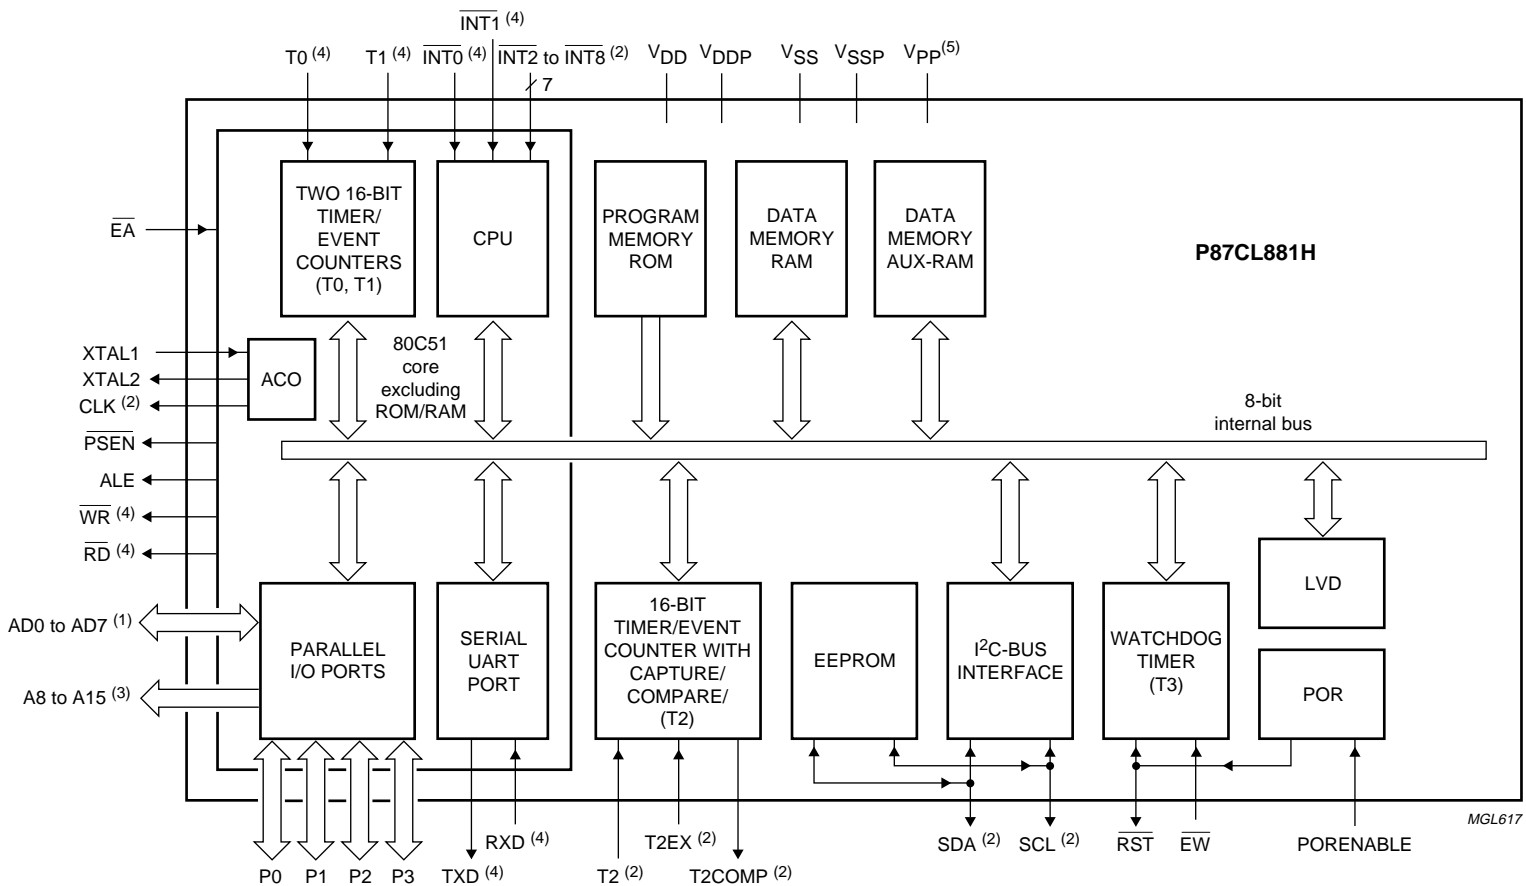 INT1 (4)
T0 (4)
T1 (4)
INT0 (4)
INT2 to INT8 (2)
7
VDD
VDDP
VSS
VSSP
VPP(5)
TWO 16-BIT
TIMER/
EVENT
COUNTERS
(T0, T1)
CPU
PROGRAM
MEMORY
ROM
DATA
MEMORY
RAM
DATA
MEMORY
AUX-RAM
P87CL881H
EA
XTAL1
XTAL2
CLK (2)
ACO
80C51
core
excluding
ROM/RAM
8-bit
internal bus
PSEN
ALE
WR (4)
RD (4)
AD0 to AD7 (1)
A8 to A15 (3)
PARALLEL
I/O PORTS
SERIAL
UART
PORT
16-BIT
TIMER/EVENT
COUNTER WITH
CAPTURE/
COMPARE/
(T2)
EEPROM
I2C-BUS
INTERFACE
WATCHDOG
TIMER
(T3)
LVD
POR
P0
P1
P2
P3
TXD (4)
RXD (4)
T2 (2)
T2EX (2)
T2COMP (2)
SDA (2)
SCL (2)
RST
EW
PORENABLE
MGL617